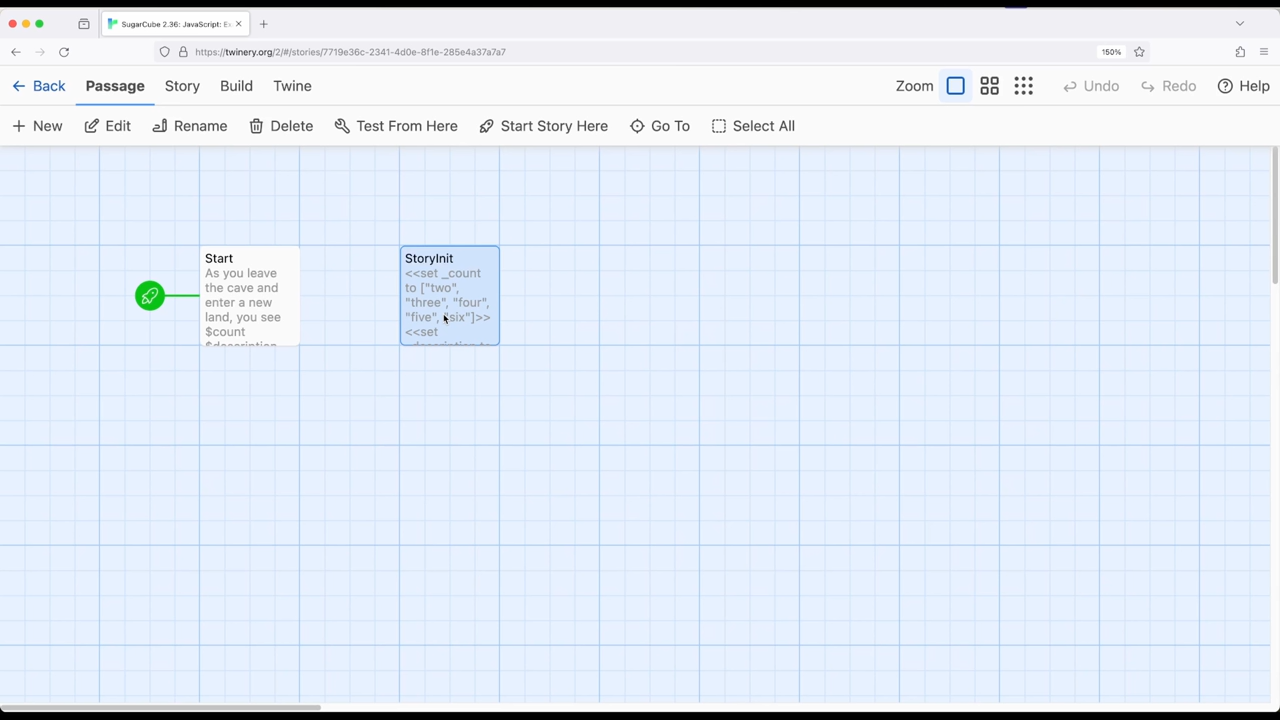 SugarCube 2.36: JavaScript: E
https://twinery.org/2/#/stories/7719e36c-2341-4d0e-8f1e-285e4a37a7a7
150%
Back
Passage
Story
Build
Twine
Zoom
Undo
Redo
Help
New
Edit
Rename
Delete
Test From Here
Start Story Here
Go To
Select All
Start
As you leave
the cave and
enter a new
land, you see
$count
$description
StoryInit
<<set _count
to ["two",
"three", "four",
"five", "six"]>>
<<set